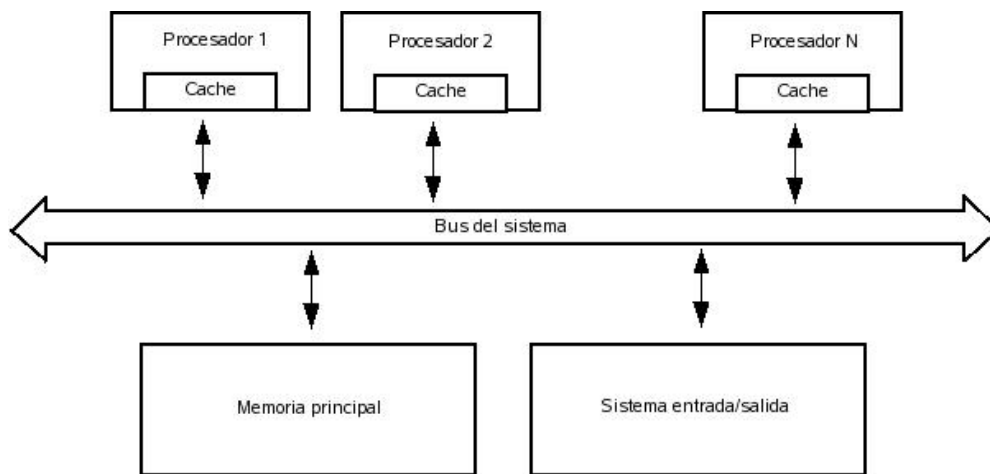 Procesador 1
Procesador 2
Procesador N
Cache
Cache
Cache
Bus del sistema
Memoria principal
Sistema entrada/salida